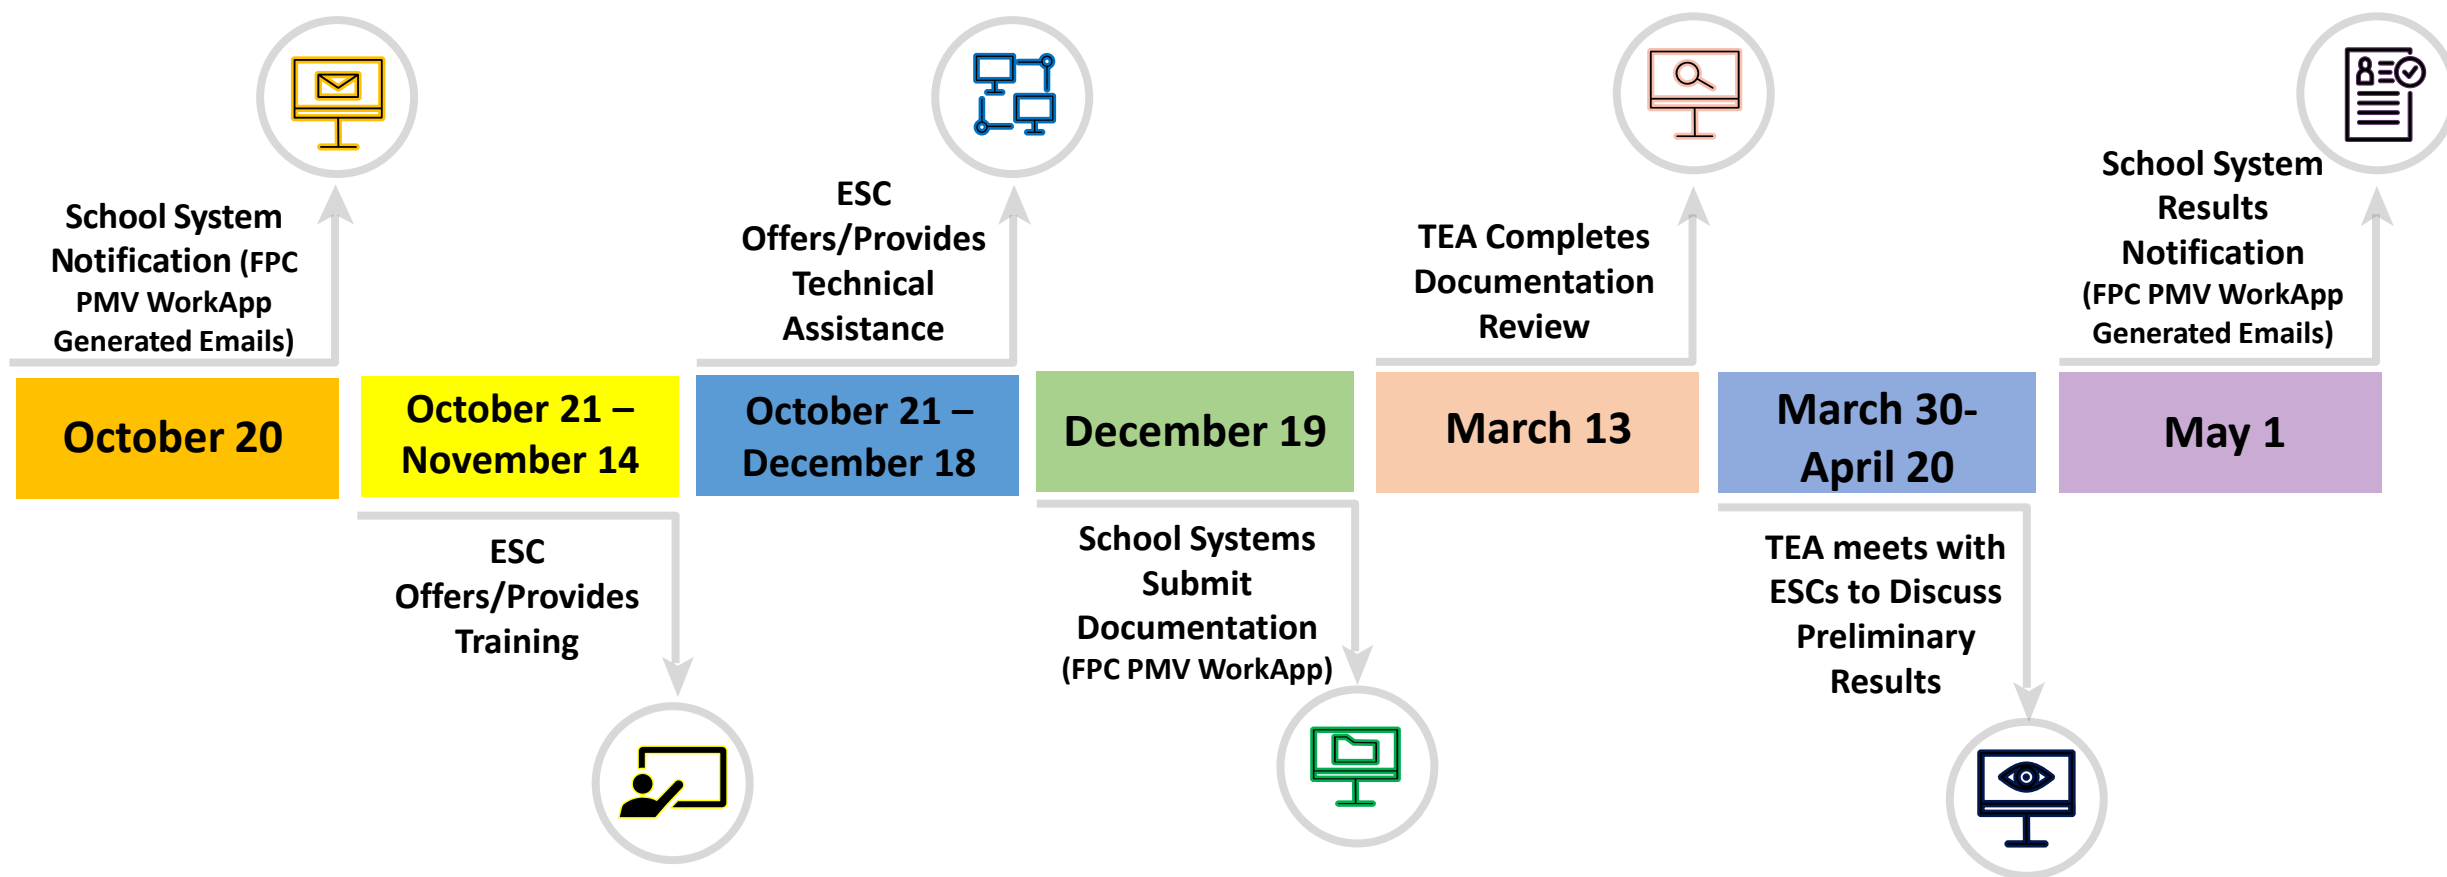 School System
Notification (FPC
PMV WorkApp
Generated Emails)
October 20
October 21 –
November 14
ESC
Offers/Provides
Training
ESC
Offers/Provides
Technical
Assistance
October 21 –
December 18
December 19
School Systems
Submit
Documentation
(FPC PMV WorkApp)
TEA Completes
Documentation
Review
March 13
March 30-
April 20
TEA meets with
ESCs to Discuss
Preliminary
Results
School System
Results
Notification
(FPC PMV WorkApp
Generated Emails)
May 1